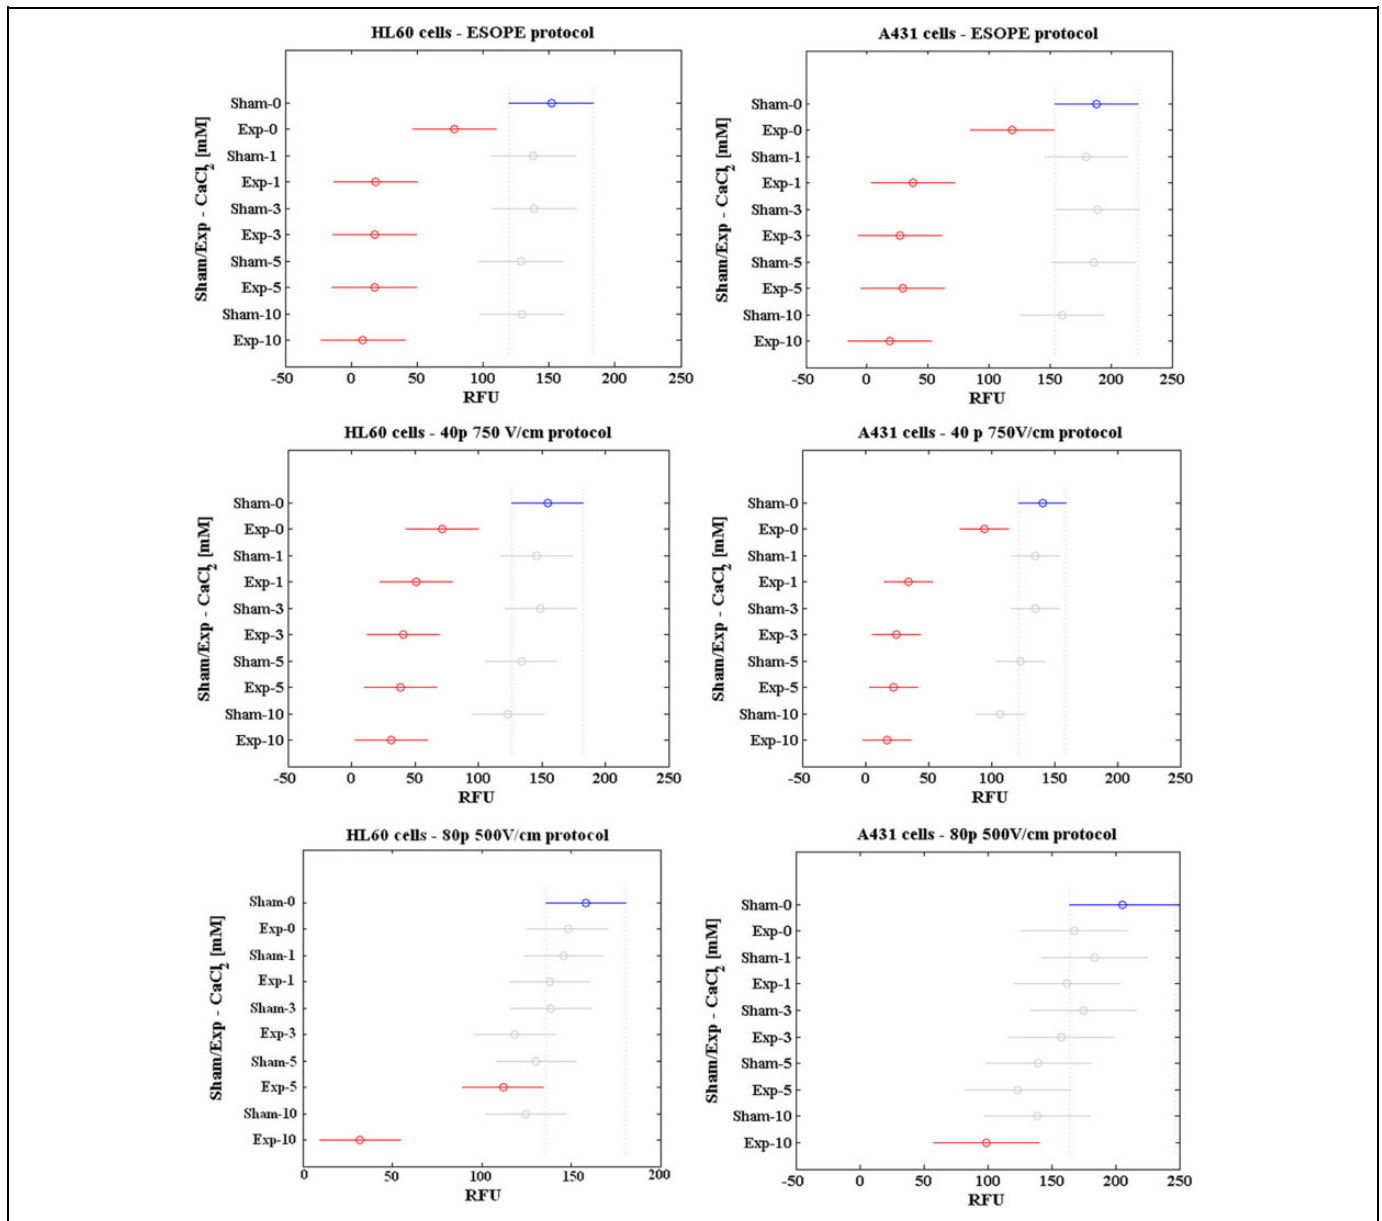 HL60 cells - ESOPE protocol
Sham/Exp - CaCl2 [mM]
Sham-0
Exp-0
Sham-1
Exp-1
Sham-3
Exp-3
Sham-5
Exp-5
Sham-10
Exp-10
-50 0 50 100 150 200 250
RFU
A431 cells - ESOPE protocol
Sham/Exp - CaCl2 [mM]
Sham-0
Exp-0
Sham-1
Exp-1
Sham-3
Exp-3
Sham-5
Exp-5
Sham-10
Exp-10
-50 0 50 100 150 200 250
RFU
HL60 cells - 40p 750 V/cm protocol
Sham/Exp - CaCl2 [mM]
Sham-0
Exp-0
Sham-1
Exp-1
Sham-3
Exp-3
Sham-5
Exp-5
Sham-10
Exp-10
-50 0 50 100 150 200 250
RFU
A431 cells - 40 p 750V/cm protocol
Sham/Exp - CaCl2 [mM]
Sham-0
Exp-0
Sham-1
Exp-1
Sham-3
Exp-3
Sham-5
Exp-5
Sham-10
Exp-10
-50 0 50 100 150 200 250
RFU
HL60 cells - 80p 500V/cm protocol
Sham/Exp - CaCl2 [mM]
Sham-0
Exp-0
Sham-1
Exp-1
Sham-3
Exp-3
Sham-5
Exp-5
Sham-10
Exp-10
0 50 100 150 200
RFU
A431 cells - 80p 500V/cm protocol
Sham/Exp - CaCl2 [mM]
Sham-0
Exp-0
Sham-1
Exp-1
Sham-3
Exp-3
Sham-5
Exp-5
Sham-10
Exp-10
-50 0 50 100 150 200 250
RFU